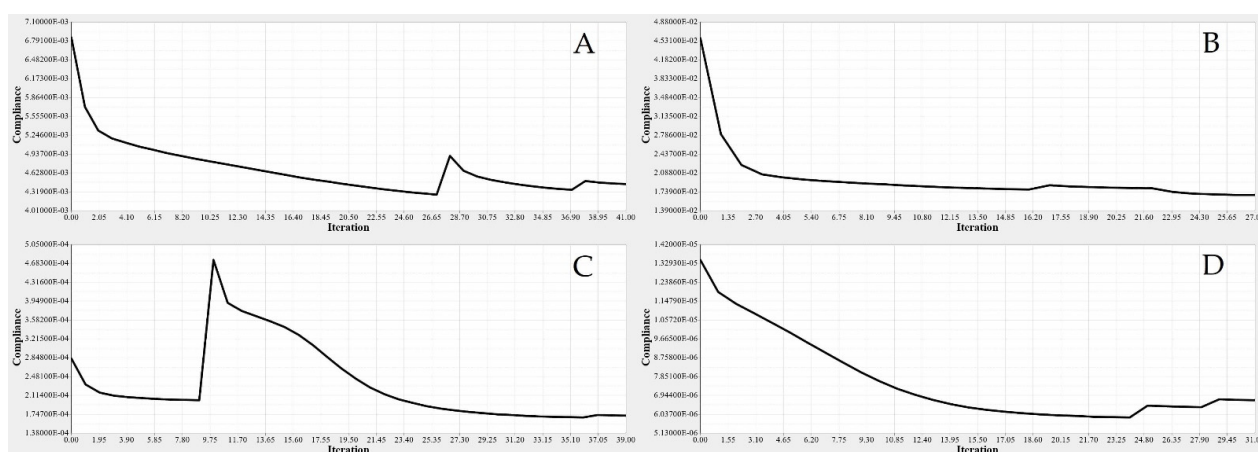 7.10000E-03
6.79100E-03
6.48200E-03
6.17300E-03
5.86400E-03
5.55500E-03
5.24600E-03
4.93700E-03
4.62800E-03
4.31900E-03
4.01000E-03
Compliance
A
0.00 2.05 4.10 6.15 8.20 10.25 12.30 14.35 16.40 18.45 20.50 22.55 24.60 26.65 28.70 30.75 32.80 34.85 36.90 38.95 41.00
Iteration
4.88000E-02
4.53100E-02
4.18200E-02
3.83300E-02
3.48400E-02
3.13500E-02
2.78600E-02
2.43700E-02
2.08800E-02
1.73900E-02
1.39000E-02
Compliance
B
0.00 1.35 2.70 4.05 5.40 6.75 8.10 9.45 10.80 12.15 13.50 14.85 16.20 17.55 18.90 20.25 21.60 22.95 24.30 25.65 27.0
Iteration
5.05000E-04
4.68300E-04
4.31600E-04
3.94900E-04
3.58200E-04
3.21500E-04
2.84800E-04
2.48100E-04
2.11400E-04
1.74700E-04
1.38000E-04
Compliance
C
0.00 1.95 3.90 5.85 7.80 9.75 11.70 13.65 15.60 17.55 19.50 21.45 23.40 25.35 27.30 29.25 31.20 33.15 35.10 37.05 39.00
Iteration
1.42000E-05
1.32930E-05
1.23860E-05
1.14790E-05
1.05720E-05
9.66500E-06
8.75800E-06
7.85100E-06
6.94400E-06
6.03700E-06
5.13000E-06
Compliance
D
0.00 1.55 3.10 4.65 6.20 7.75 9.30 10.85 12.40 13.95 15.50 17.05 18.60 20.15 21.70 23.25 24.80 26.35 27.90 29.45 31.0
Iteration